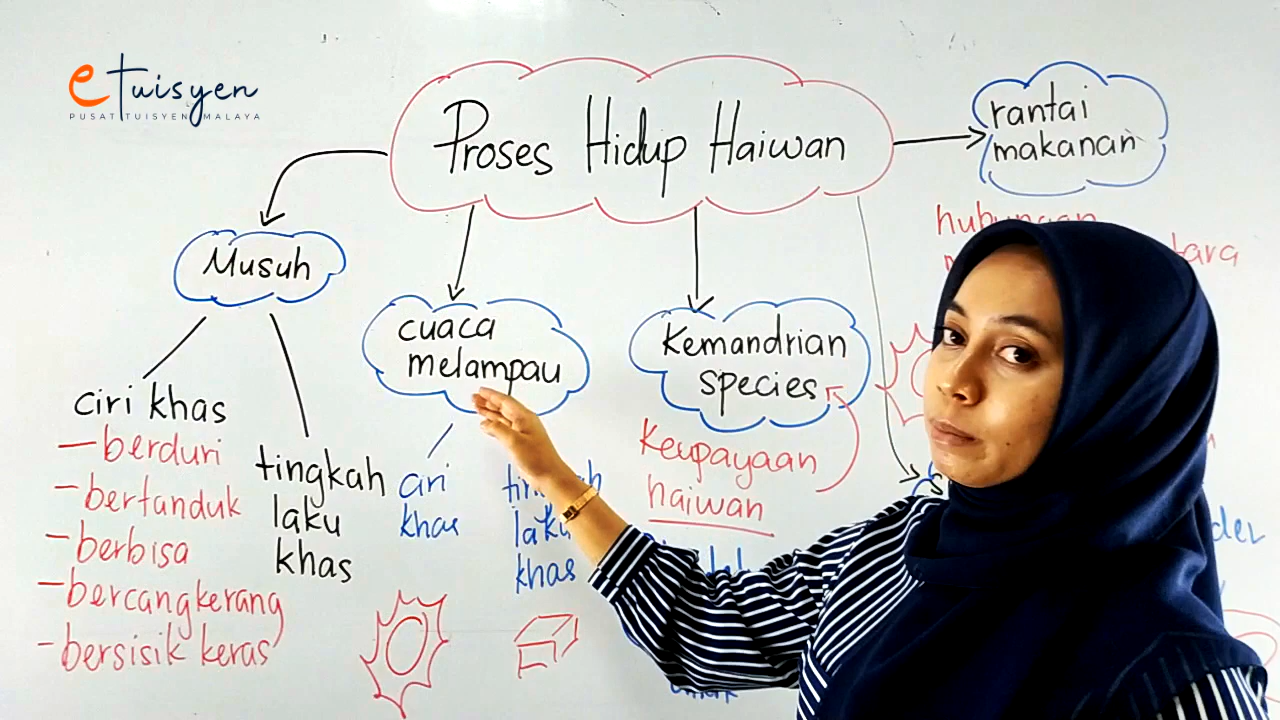 eTuisyen
PUSAT TUISYEN MALAYA
Proses Hidup Haiwan
rantai
makanan
Musuh
ciri khas
- berduri
- bertanduk
- berbisa
- bercangkerang
- bersisik keras
tingkah
laku
khas
cuaca
melampau
ciri
khas
laku
khas
Kemandrian
species
Keupayaan
haiwan